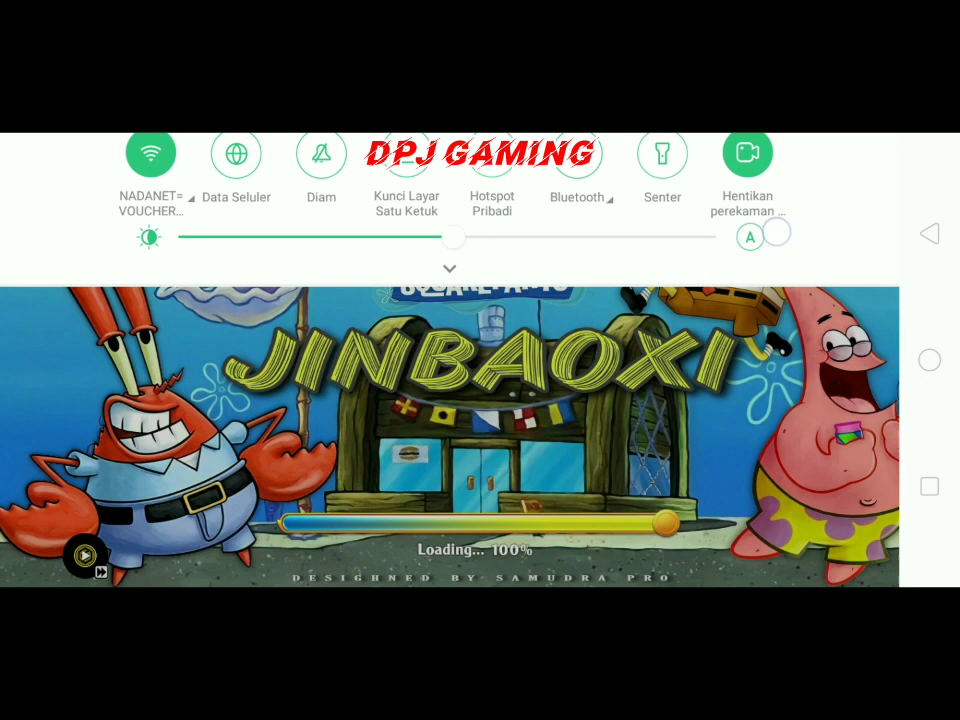 DPJ GAMING
NADANET=
VOUCHER...
Data Seluler
Diam
Kunci Layar
Satu Ketuk
Hotspot
Pribadi
Bluetooth
Senter
Hentikan
perekaman ...
A
JINBAOXI
Loading... 100%
DESIGHNED BY SAMUDRA PRO